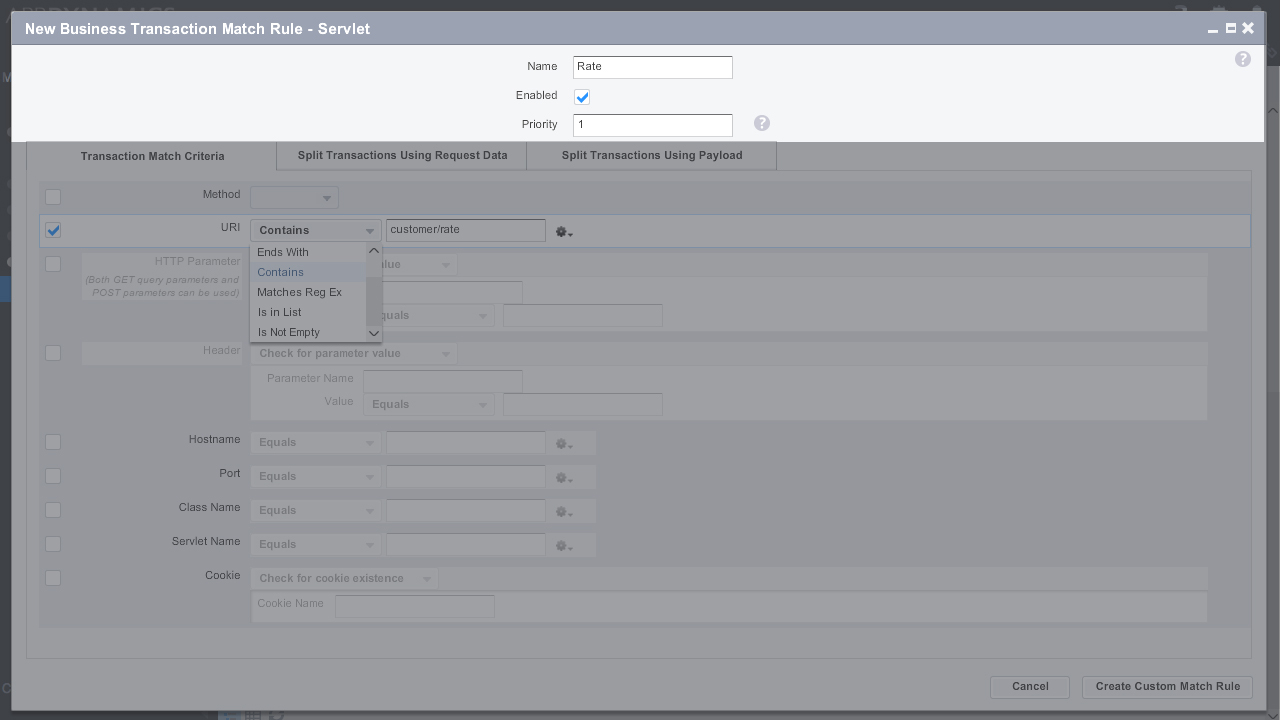 APPDYNAMICS
New Business Transaction Match Rule - Servlet
Name Rate
Enabled
Priority 1
Transaction Match Criteria Split Transactions Using Request Data Split Transactions Using Payload
Method
URI Contains customer/rate
Ends With
Contains
Matches Reg Ex
Is in List
Is Not Empty
HTTP Parameter
(Both GET query parameters and
POST parameters can be used)
Header Check for parameter value
Parameter Name
Value Equals
Hostname Equals
Port Equals
Class Name Equals
Servlet Name Equals
Cookie Check for cookie existence
Cookie Name
Cancel Create Custom Match Rule